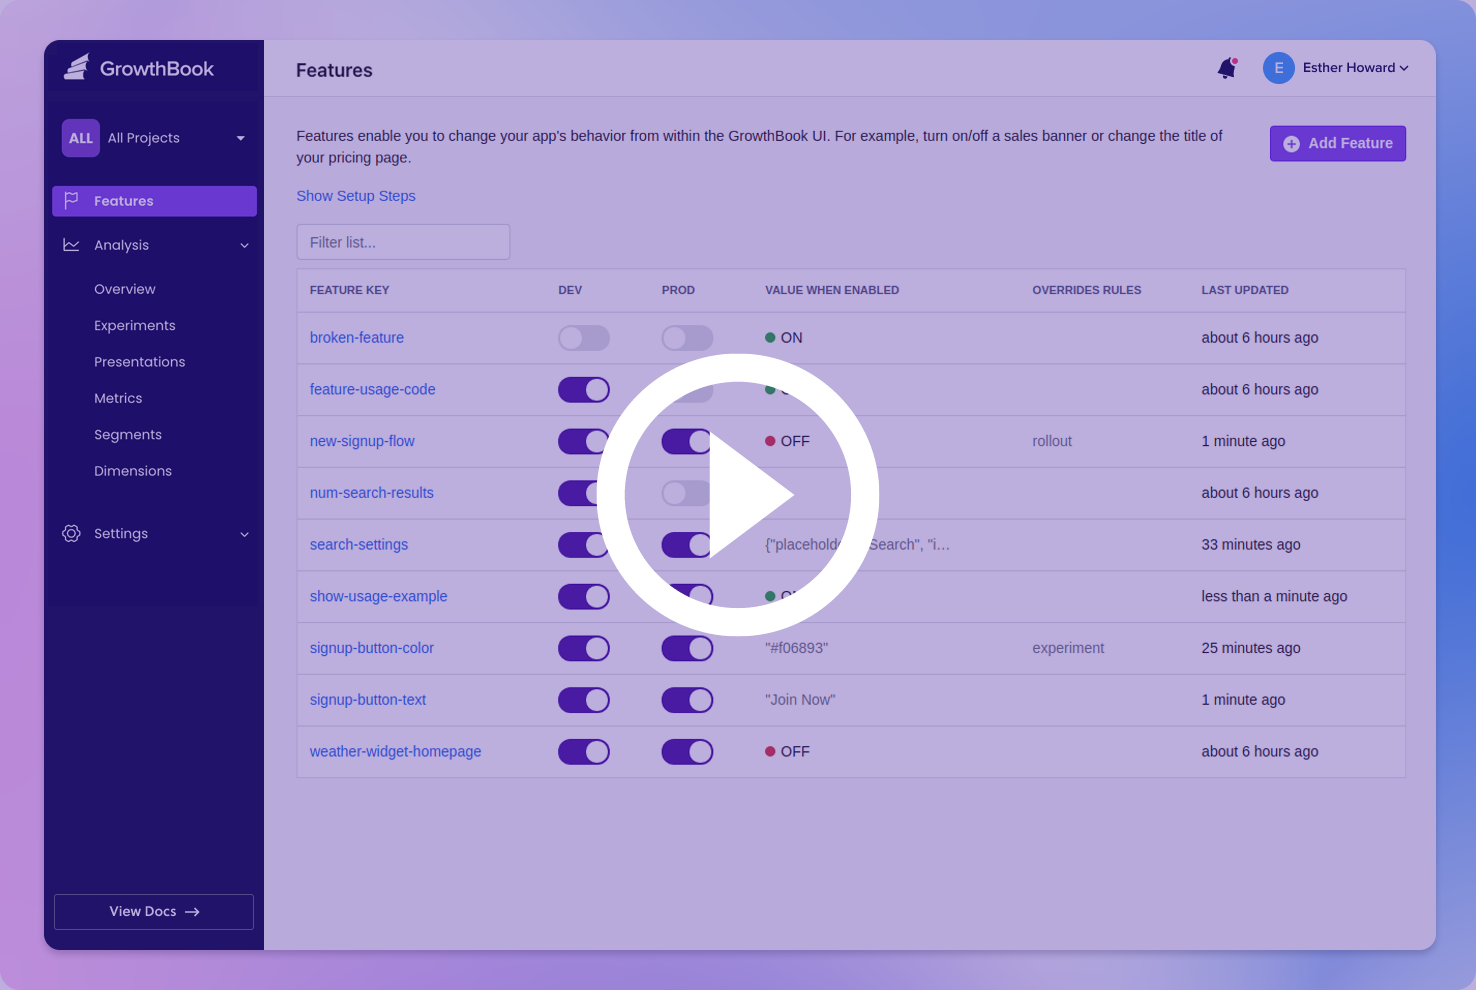 GrowthBook
Features
E
Esther Howard
ALL
All Projects
Features enable you to change your app's behavior from within the GrowthBook UI. For example, turn on/off a sales banner or change the title of
your pricing page.
Add Feature
Show Setup Steps
Features
Analysis
Overview
Experiments
Presentations
Metrics
Segments
Dimensions
Settings
View Docs
Filter list...
FEATURE KEY DEV PROD VALUE WHEN ENABLED OVERRIDES RULES LAST UPDATED
broken-feature ON about 6 hours ago
feature-usage-code about 6 hours ago
new-signup-flow OFF rollout 1 minute ago
num-search-results about 6 hours ago
search-settings Search", "i... 33 minutes ago
show-usage-example less than a minute ago
signup-button-color "#f06893" experiment 25 minutes ago
signup-button-text "Join Now" 1 minute ago
weather-widget-homepage OFF about 6 hours ago